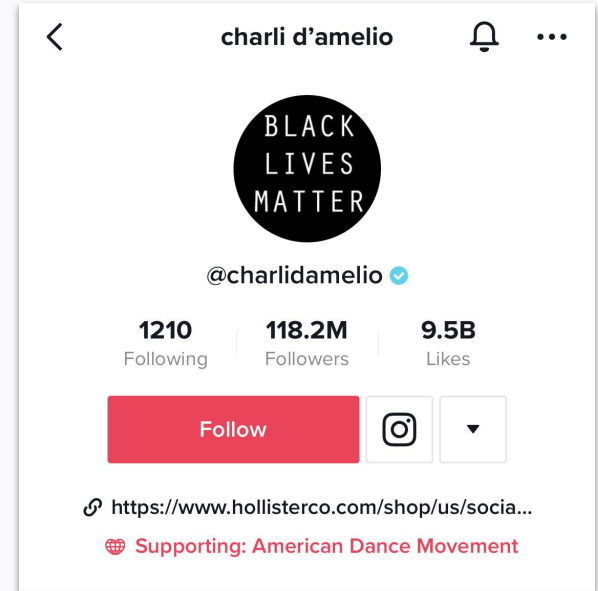 charli d’amelio
BLACK
LIVES
MATTER
@charlidamelio
1210 118.2M 9.5B
Following Followers Likes
Follow
https://www.hollisterco.com/shop/us/socia...
Supporting: American Dance Movement